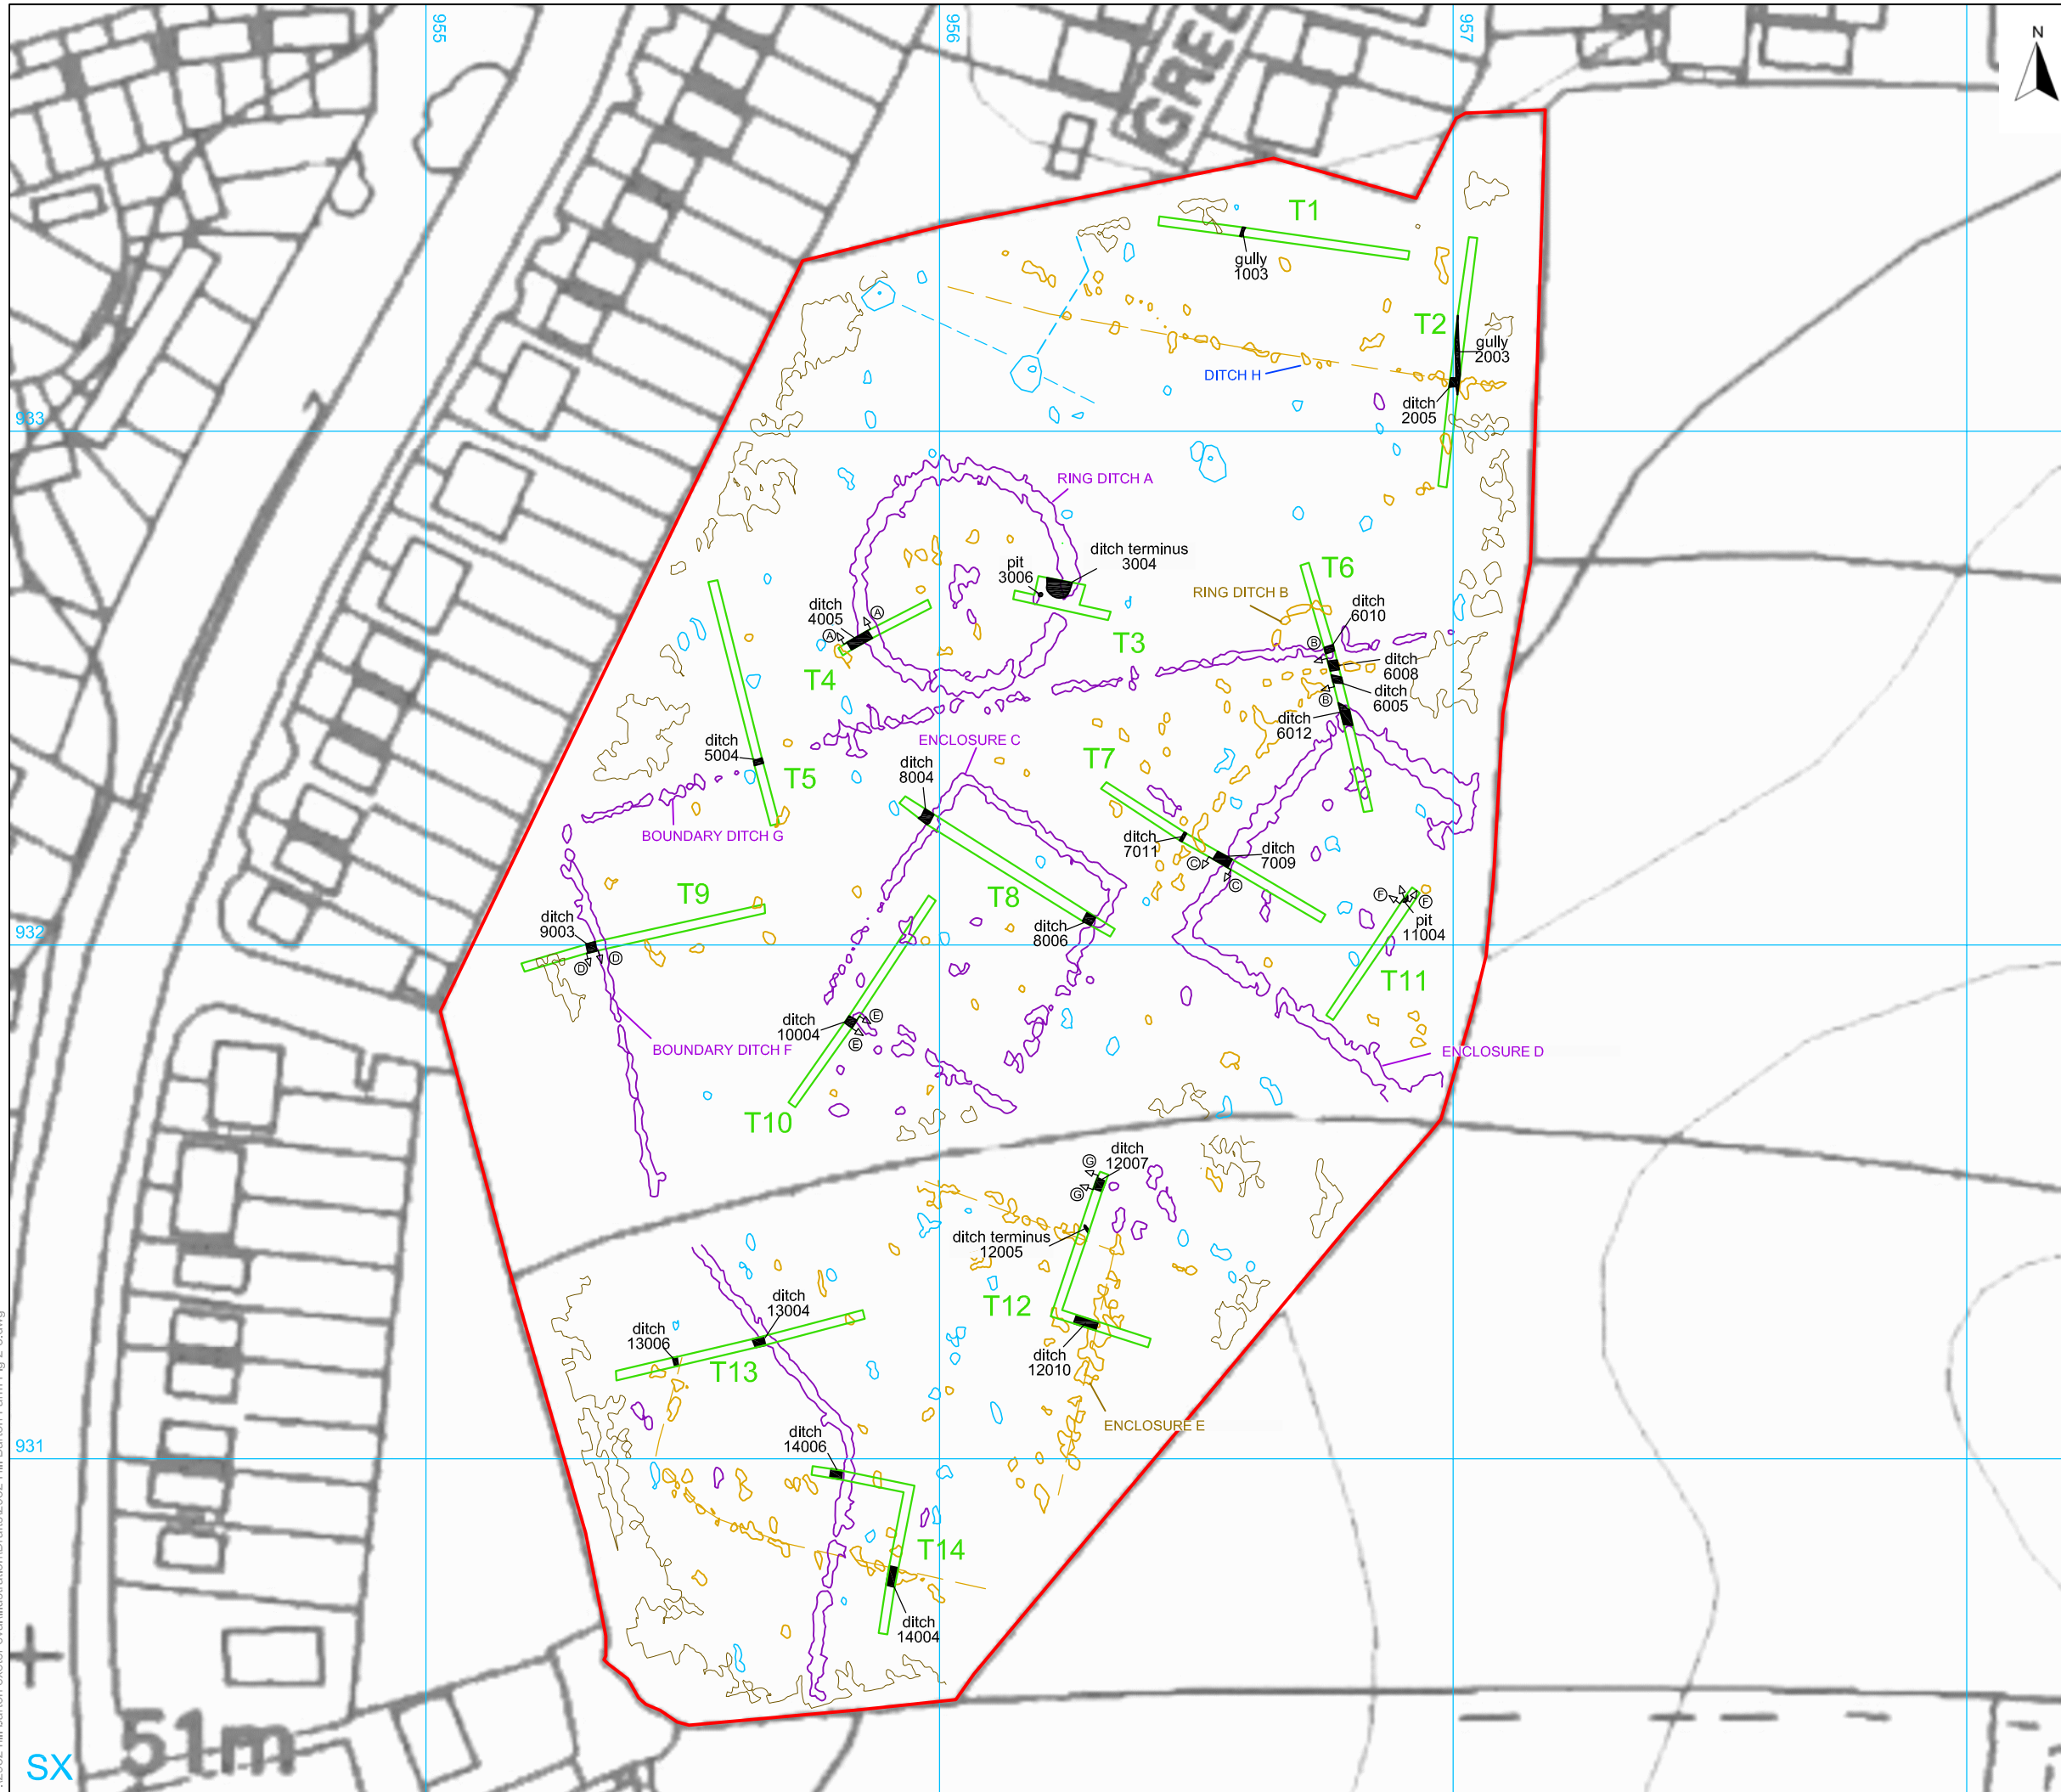 955
956
957
N
GREE
T1
gully
1003
T2
gully
2003
DITCH H
ditch
2005
933
RING DITCH A
ditch terminus
3004
pit
3006
T6
RING DITCH B
ditch
6010
ditch
4005
A
A
T3
B
T4
ditch
6008
ditch
6005
B
ditch
6012
ENCLOSURE C
ditch
5004
T5
ditch
8004
T7
BOUNDARY DITCH G
ditch
7011
ditch
7009
C
C
T9
T8
F
F
pit
11004
ditch
9003
D
D
ditch
8006
932
T11
ditch
10004
E
E
BOUNDARY DITCH F
ENCLOSURE D
T10
G
G
ditch
12007
ditch terminus
12005
T12
ditch
13004
ditch
13006
T13
ditch
12010
ENCLOSURE E
ditch
14006
931
T14
ditch
14004
51m
SX